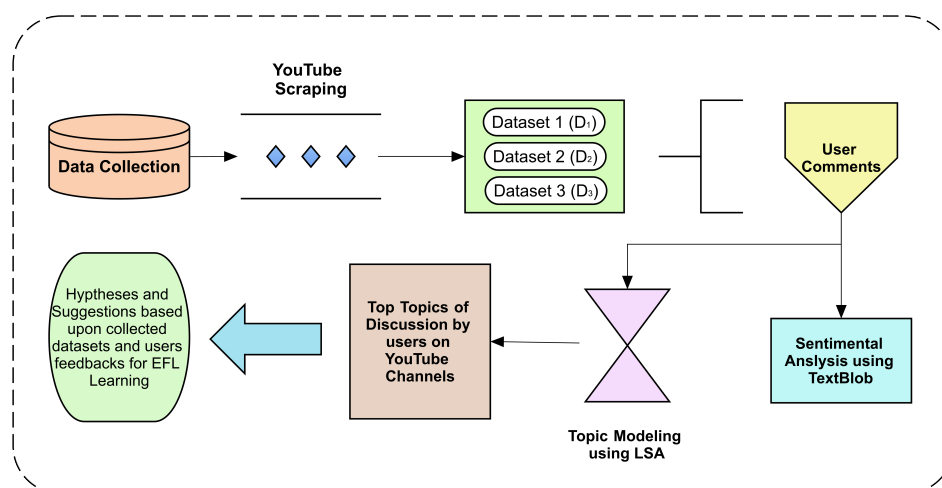 YouTube
Scraping
Data Collection
Dataset 1 (D₁)
Dataset 2 (D₂)
Dataset 3 (D₃)
User
Comments
Hyptheses and
Suggestions based
upon collected
datasets and users
feedbacks for EFL
Learning
Top Topics of
Discussion by
users on
YouTube
Channels
Topic Modeling
using LSA
Sentimental
Anslysis using
TextBlob